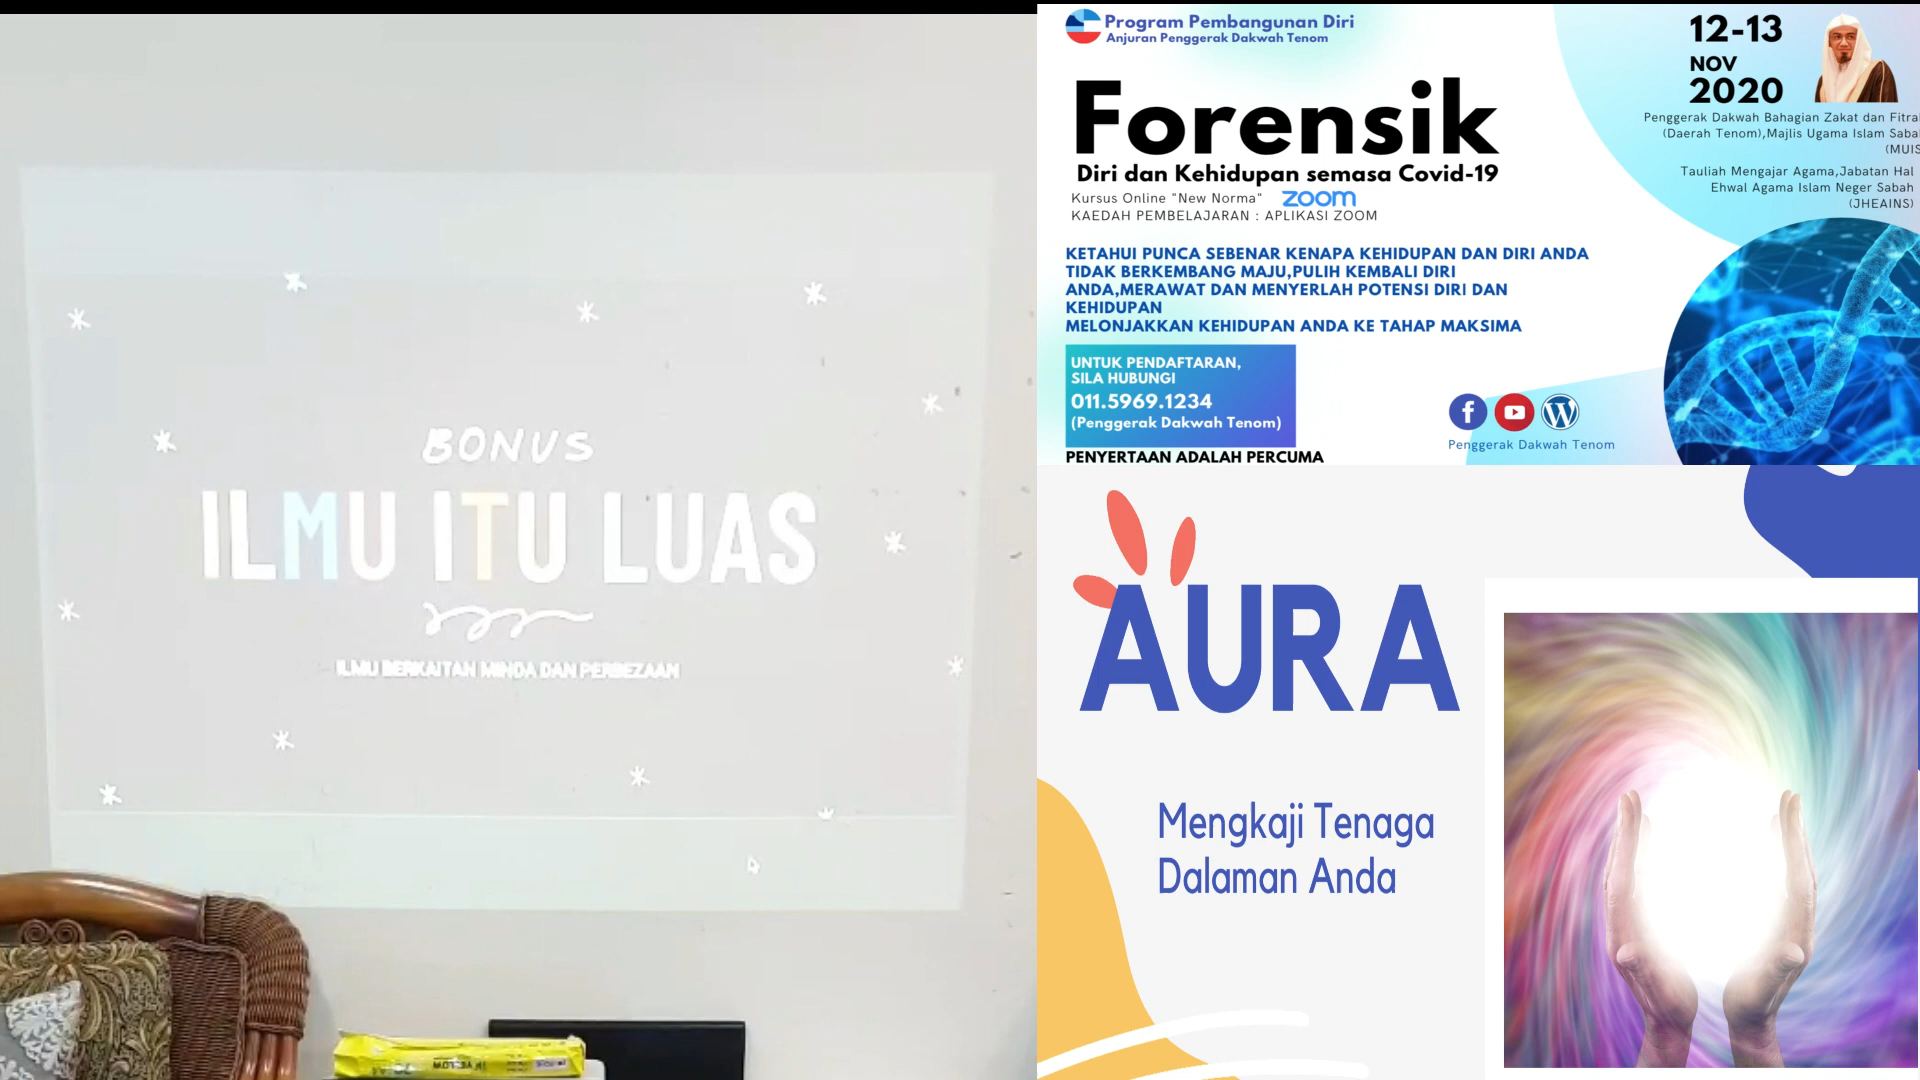 BONUS
ILMU ITU LUAS
ILMU BERKAITAN MINDA DAN PERBEZAAN
Program Pembangunan Diri
Anjuran Penggerak Dakwah Tenom
12-13
NOV
2020
Penggerak Dakwah Bahagian Zakat dan Fitra
(Daerah Tenom),Majlis Ugama Islam Saba
(MUIS
Tauliah Mengajar Agama,Jabatan Hal
Ehwal Agama Islam Neger Sabah
(JHEAINS)
Forensik
Diri dan Kehidupan semasa Covid-19
Kursus Online "New Norma" zoom
KAEDAH PEMBELAJARAN : APLIKASI ZOOM
KETAHUI PUNCA SEBENAR KENAPA KEHIDUPAN DAN DIRI ANDA
TIDAK BERKEMBANG MAJU,PULIH KEMBALI DIRI
ANDA,MERAWAT DAN MENYERLAH POTENSI DIRI DAN
KEHIDUPAN
MELONJAKKAN KEHIDUPAN ANDA KE TAHAP MAKSIMA
UNTUK PENDAFTARAN,
SILA HUBUNGI
011.5969.1234
(Penggerak Dakwah Tenom)
PENYERTAAN ADALAH PERCUMA
Penggerak Dakwah Tenom
AURA
Mengkaji Tenaga
Dalaman Anda